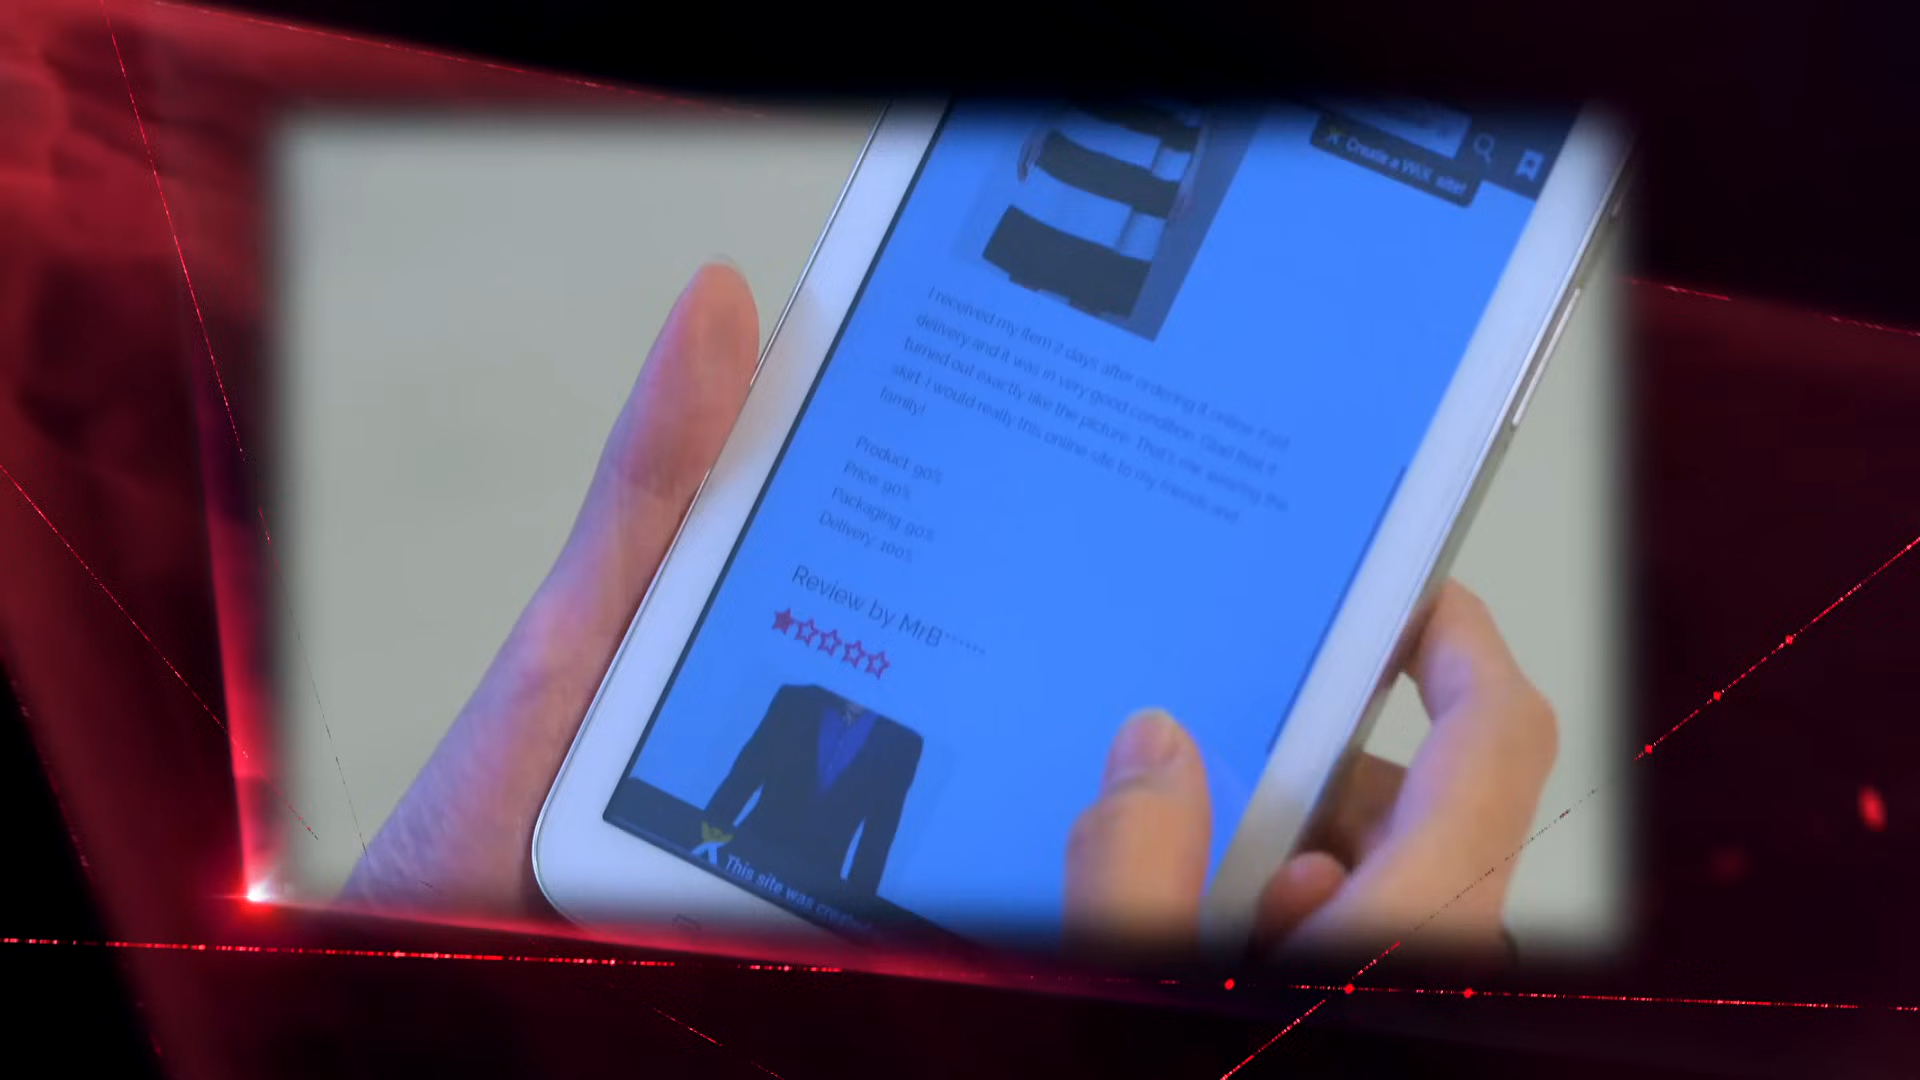 Create a WiX site!
I received my item 2 days after ordering it online. Fast
delivery and it was in very good condition. Glad that it
turned out exactly like the picture. That's me wearing the
skirt. I would really this online site to my friends and
family!
Product 90%
Price 90%
Packaging 90%
Delivery 100%
Review by MrB******
This site was created